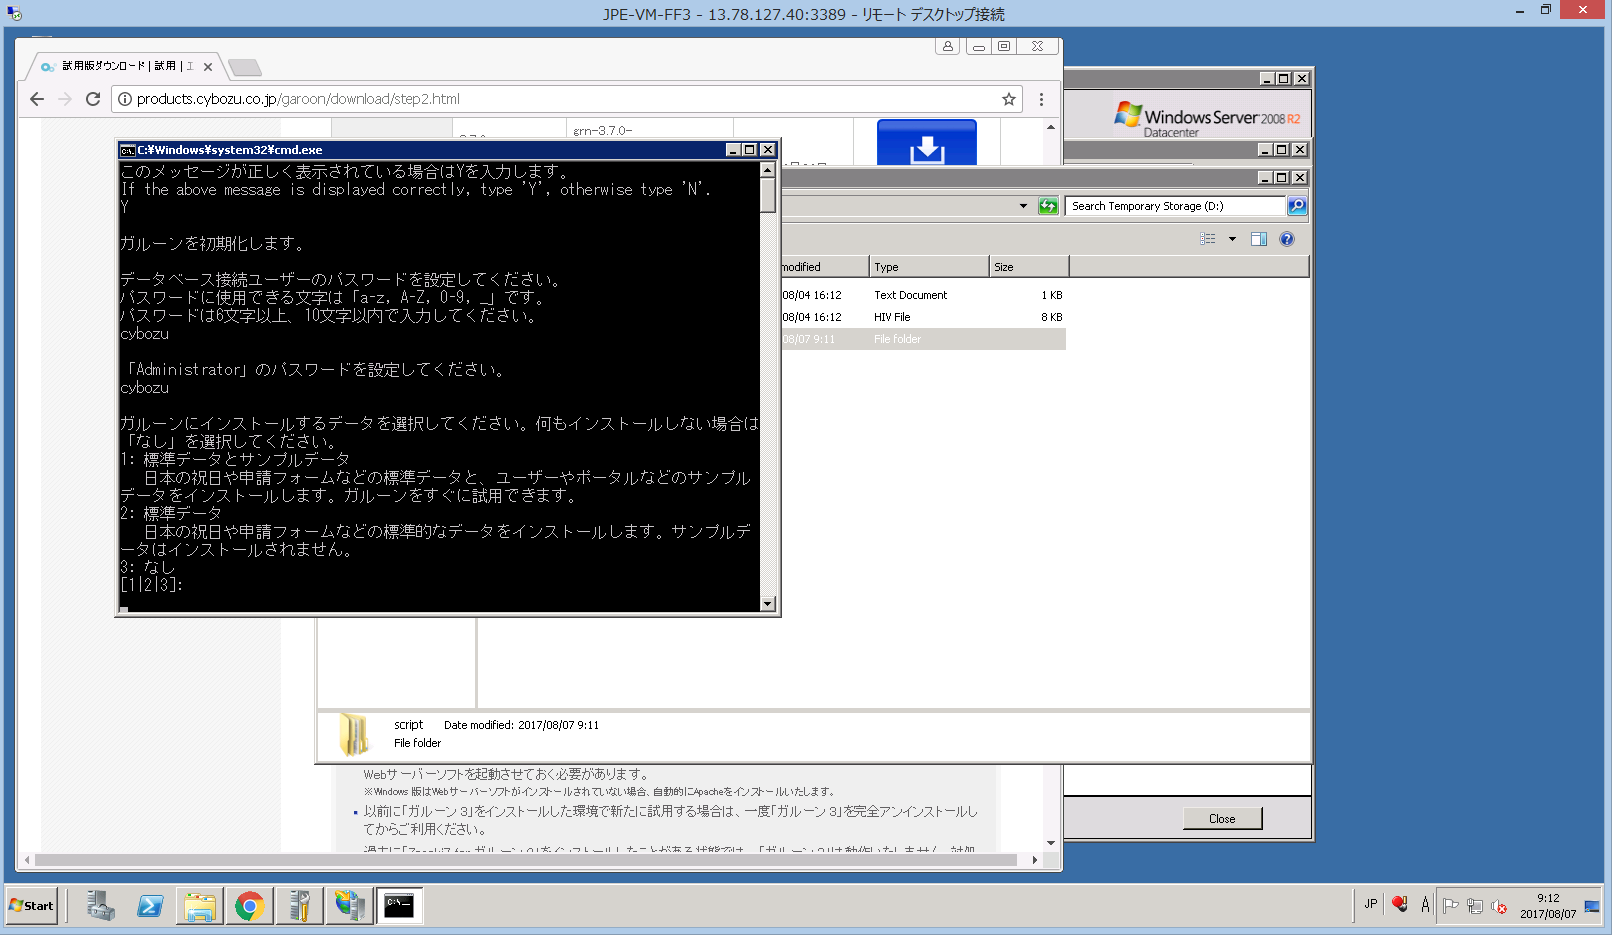 JPE-VM-FF3 - 13.78.127.40:3389 - リモート デスクトップ接続
試用版ダウンロード | 試用 | エ
products.cybozu.co.jp/garoon/download/step2.html
grn-3.7.0-
Windows Server 2008 R2
Datacenter
C:¥Windows¥system32¥cmd.exe
このメッセージが正しく表示されている場合はYを入力します。
If the above message is displayed correctly, type 'Y', otherwise type 'N'.
Y
ガルーンを初期化します。
データベース接続ユーザーのパスワードを設定してください。
パスワードに使用できる文字は「a-z, A-Z, 0-9, _」です。
パスワードは6文字以上、10文字以内で入力してください。
cybozu
「Administrator」のパスワードを設定してください。
cybozu
ガルーンにインストールするデータを選択してください。何もインストールしない場合は
「なし」を選択してください。
1: 標準データとサンプルデータ
日本の祝日や申請フォームなどの標準データと、ユーザーやポータルなどのサンプル
データをインストールします。ガルーンをすぐに試用できます。
2: 標準データ
日本の祝日や申請フォームなどの標準的なデータをインストールします。サンプルデ
ータはインストールされません。
3: なし
[1|2|3]:
Search Temporary Storage (D:)
modified Type Size
08/04 16:12 Text Document 1 KB
08/04 16:12 HIV File 8 KB
08/07 9:11 File folder
script Date modified: 2017/08/07 9:11
File folder
Webサーバーソフトを起動させておく必要があります。
※Windows 版はWebサーバーソフトがインストールされていない場合、自動的にApacheをインストールいたします。
以前に「ガルーン 3」をインストールした環境で新たに試用する場合は、一度「ガルーン 3」を完全アンインストールし
てからご利用ください。
Close
Start
JP
A
9:12
2017/08/07